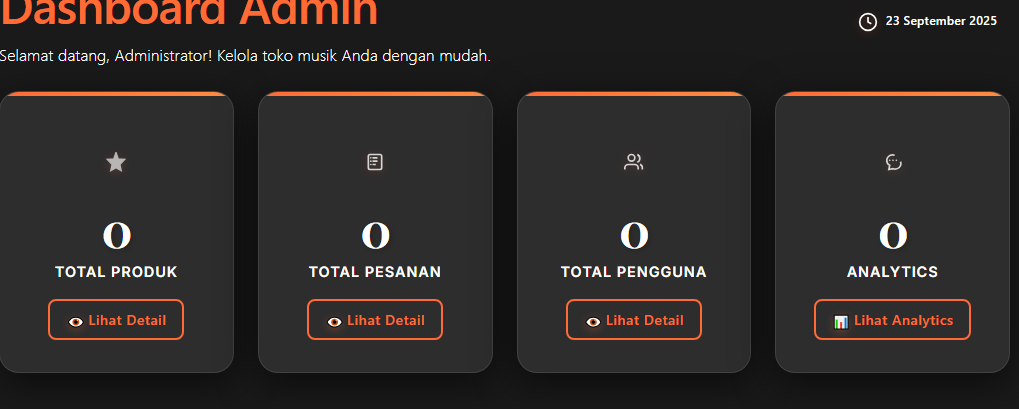 Dashboard Admin
23 September 2025
Selamat datang, Administrator! Kelola toko musik Anda dengan mudah.
0
TOTAL PRODUK
Lihat Detail
0
TOTAL PESANAN
Lihat Detail
0
TOTAL PENGGUNA
Lihat Detail
0
ANALYTICS
Lihat Analytics